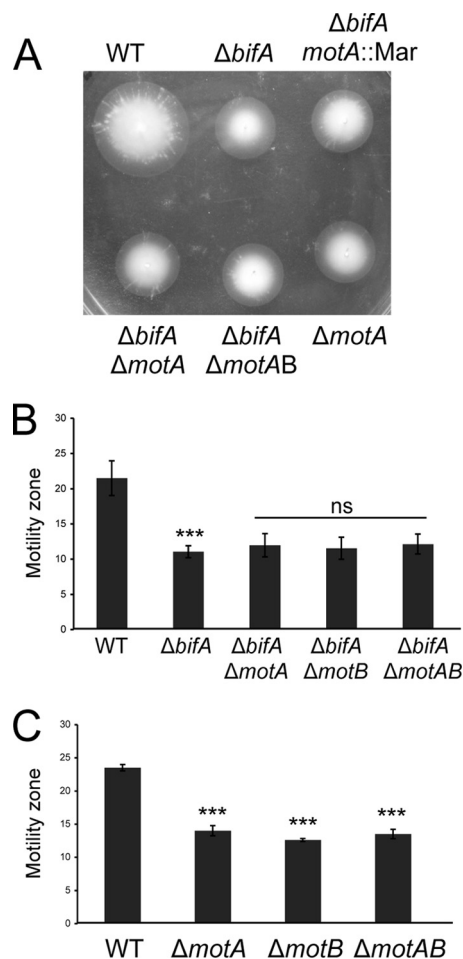 A
WT ΔbifA ΔbifA
motA::Mar
ΔbifA ΔbifA ΔmotA
ΔmotA ΔmotAB
B
30
25
20
15
10
5
0
Motility zone
***
ns
WT ΔbifA ΔbifA ΔbifA ΔbifA
ΔmotA ΔmotB ΔmotAB
C
30
25
20
15
10
5
0
Motility zone
*** *** ***
WT ΔmotA ΔmotB ΔmotAB